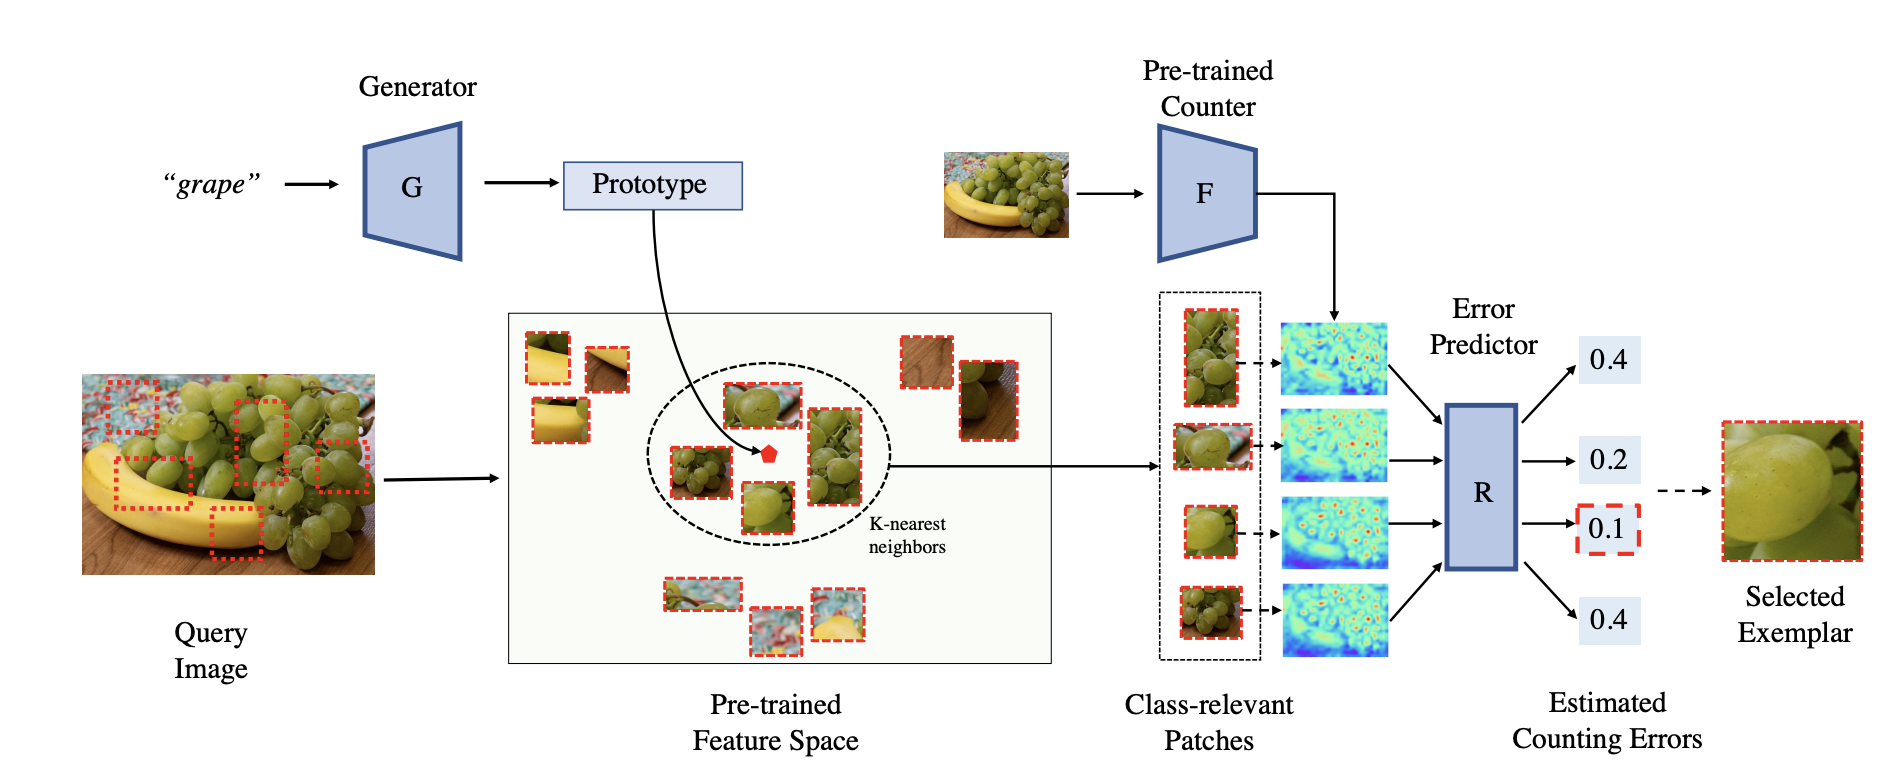 Generator
“grape”
G
Prototype
Pre-trained
Counter
F
Query
Image
K-nearest
neighbors
Pre-trained
Feature Space
Class-relevant
Patches
Error
Predictor
R
0.4
0.2
0.1
0.4
Estimated
Counting Errors
Selected
Exemplar